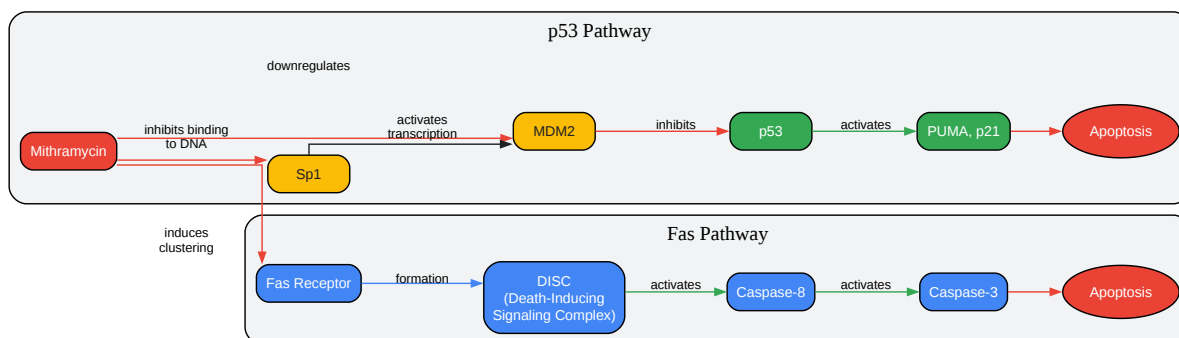 p53 Pathway
downregulates
inhibits binding
to DNA
activates
transcription
Mithramycin
Sp1
MDM2
inhibits
p53
activates
PUMA, p21
Apoptosis
induces
clustering
Fas Pathway
Fas Receptor
formation
DISC
(Death-Inducing
Signaling Complex)
activates
Caspase-8
activates
Caspase-3
Apoptosis